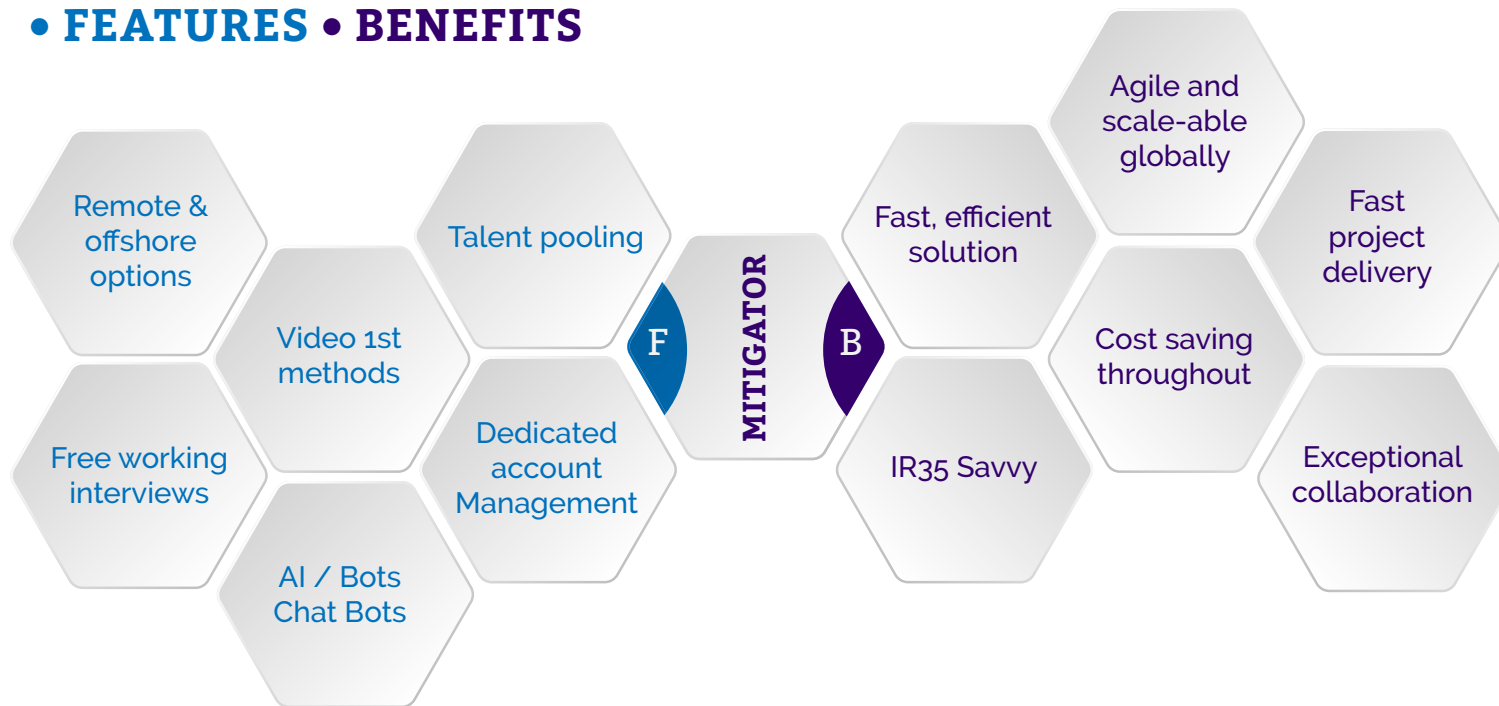 • FEATURES • BENEFITS
Remote &
offshore
options
Free working
interviews
Video 1st
methods
AI / Bots
Chat Bots
Talent pooling
Dedicated
account
Management
F
MITIGATOR
B
Fast, efficient
solution
IR35 Savvy
Agile and
scale-able
globally
Cost saving
throughout
Fast
project
delivery
Exceptional
collaboration